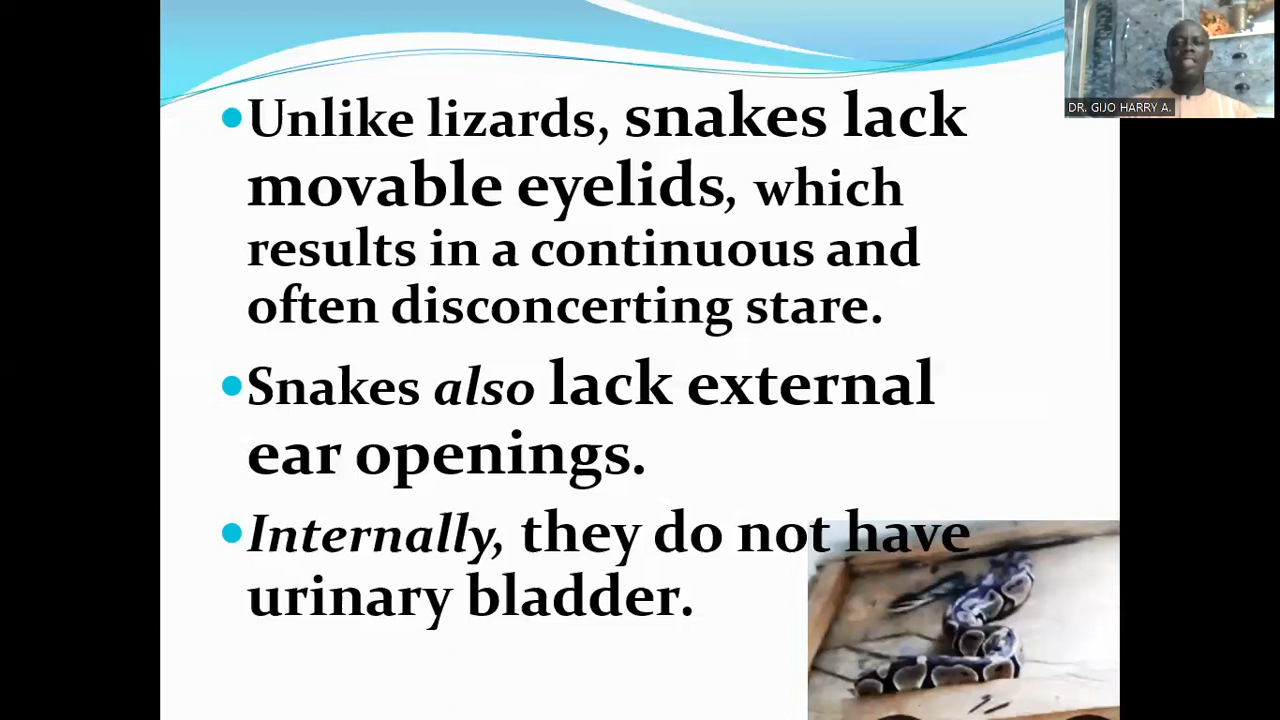 DR. GIJO HARRY A.
•Unlike lizards, snakes lack
movable eyelids, which
results in a continuous and
often disconcerting stare.
•Snakes also lack external
ear openings.
•Internally, they do not have
urinary bladder.